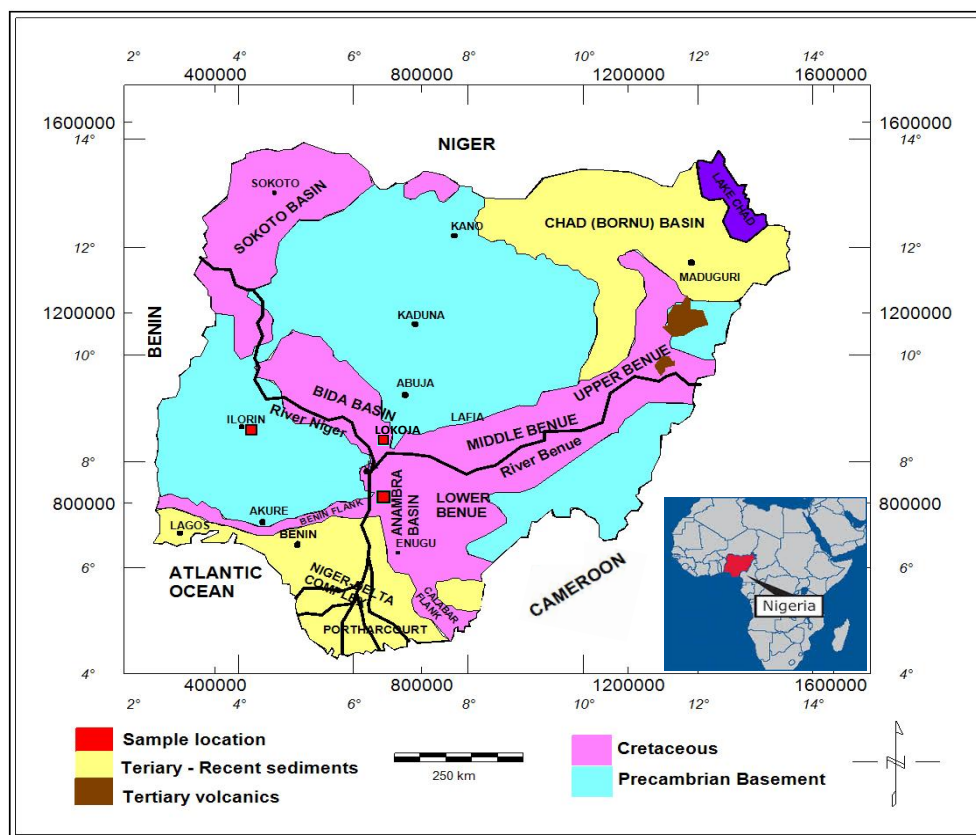 2° 4° 6° 8° 10° 12° 14°
400000 800000 1200000 1600000
1600000 1600000
14° 14°
NIGER
LAKE CHAD
SOKOTO
SOKOTO BASIN
KANO
CHAD (BORNU) BASIN
12° 12°
MADUGURI
1200000 1200000
KADUNA
BENIN
10° 10°
UPPER BENUE
ABUJA
BIDA BASIN
LAFIA
MIDDLE BENUE
ILORIN
River Niger
LOKOJA
River Benue
8° 8°
800000 800000
ANAMBRA
BASIN
LOWER
BENUE
BENIN FLANK
AKURE
LAGOS
BENIN
ENUGU
6° 6°
ATLANTIC
OCEAN
NIGER-DELTA
COMPLEX
CALABAR
FLANK
CAMEROON
Nigeria
PORTHARCOURT
4° 4°
400000 800000 1200000 1600000
2° 4° 6° 8° 10° 12° 14°
Sample location
Teriary - Recent sediments
Tertiary volcanics
250 km
Cretaceous
Precambrian Basement